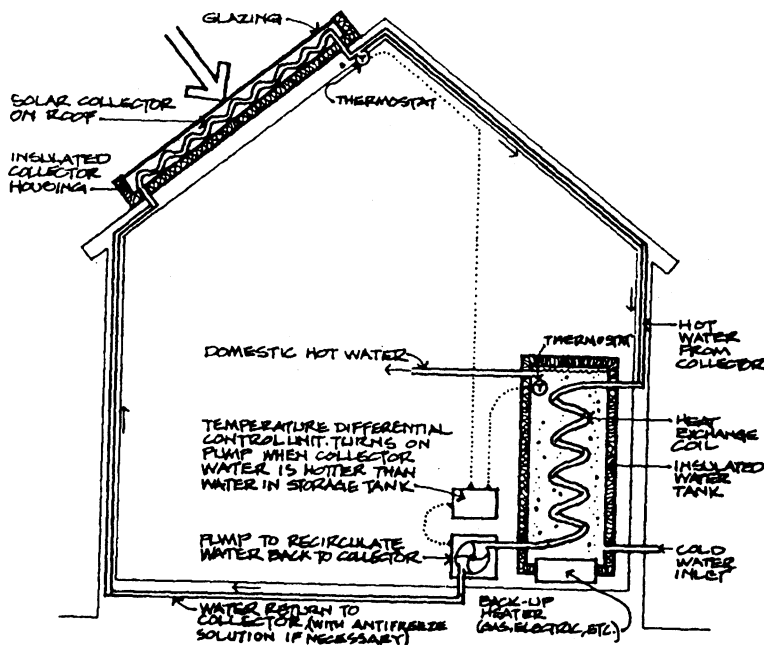 GLAZING
SOLAR COLLECTOR
ON ROOF
THERMOSTAT
INSULATED
COLLECTOR
HOUSING
HOT
WATER
FROM
COLLECTOR
THERMOSTAT
DOMESTIC HOT WATER
HEAT
EXCHANGE
COIL
TEMPERATURE DIFFERENTIAL
CONTROL UNIT. TURNS ON
PUMP WHEN COLLECTOR
WATER IS HOTTER THAN
WATER IN STORAGE TANK
INSULATED
WATER
TANK
PUMP TO RECIRCULATE
WATER BACK TO COLLECTOR
COLD
WATER
INLET
BACK-UP
HEATER
(GAS, ELECTRIC, ETC.)
WATER RETURN TO
COLLECTOR (WITH ANTIFREEZE
SOLUTION IF NECESSARY)